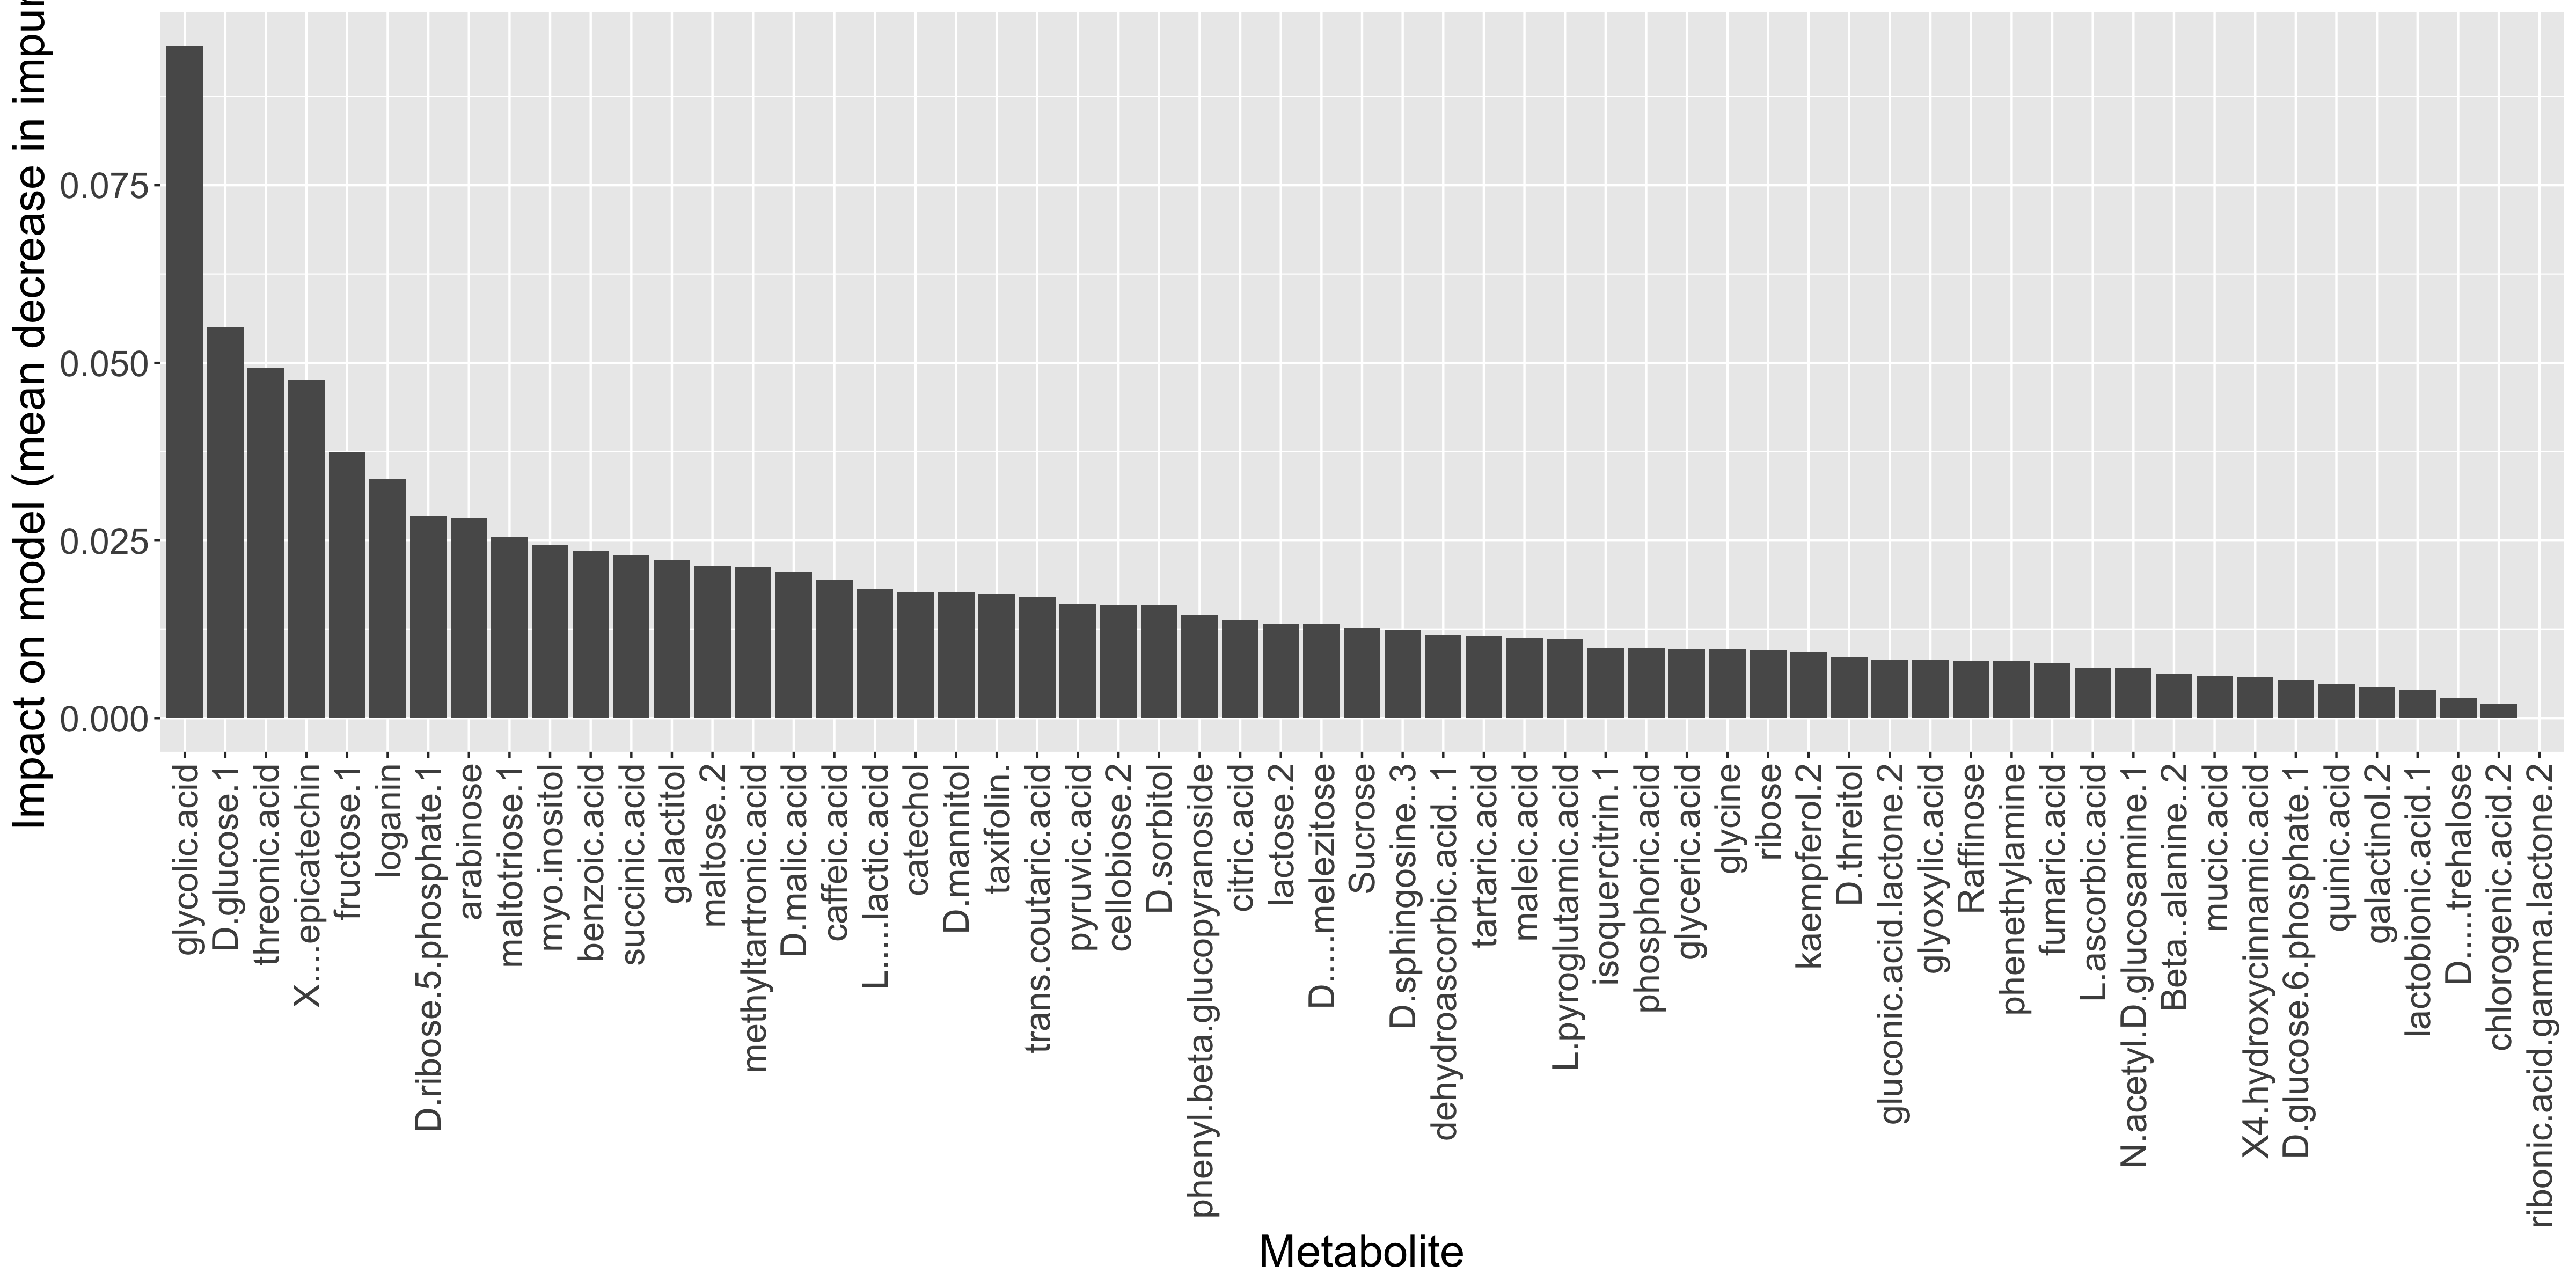 Impact on model (mean decrease in impur
0.075
0.050
0.025
0.000
glycolic.acid
D.glucose.1
threonic.acid
X....epicatechin
fructose.1
loganin
D.ribose.5.phosphate.1
arabinose
maltotriose.1
myo.inositol
benzoic.acid
succinic.acid
galactitol
maltose..2
methyltartronic.acid
D.malic.acid
caffeic.acid
L.....lactic.acid
catechol
D.mannitol
taxifolin.
trans.coutaric.acid
pyruvic.acid
cellobiose.2
D.sorbitol
phenyl.beta.glucopyranoside
citric.acid
lactose.2
D.....melezitose
Sucrose
D.sphingosine..3
dehydroascorbic.acid..1
tartaric.acid
maleic.acid
L.pyroglutamic.acid
isoquercitrin.1
phosphoric.acid
glyceric.acid
glycine
ribose
kaempferol.2
D.threitol
gluconic.acid.lactone.2
glyoxylic.acid
Raffinose
phenethylamine
fumaric.acid
L.ascorbic.acid
N.acetyl.D.glucosamine.1
Beta..alanine..2
mucic.acid
X4.hydroxycinnamic.acid
D.glucose.6.phosphate.1
quinic.acid
galactinol.2
lactobionic.acid.1
D.....trehalose
chlorogenic.acid.2
ribonic.acid.gamma.lactone.2
Metabolite